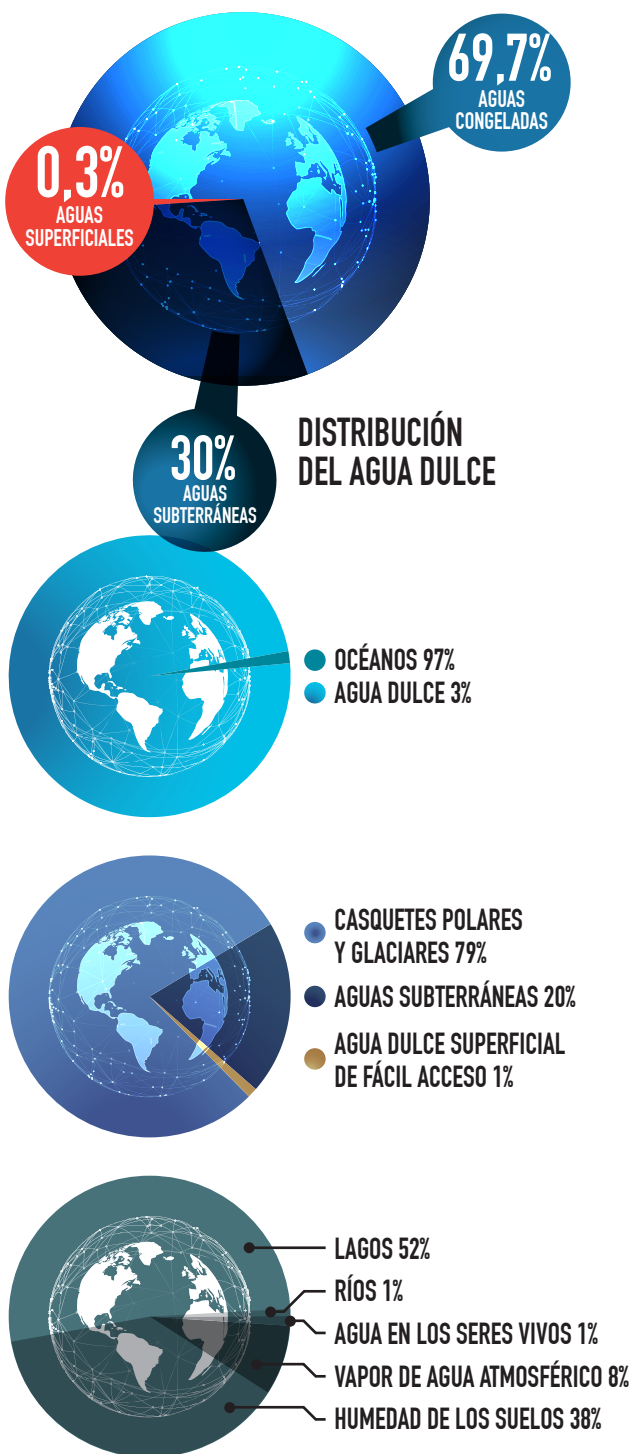 69,7%
AGUAS
CONGELADAS
0,3%
AGUAS
SUPERFICIALES
30%
AGUAS
SUBTERRÁNEAS
DISTRIBUCIÓN
DEL AGUA DULCE
OCÉANOS 97%
AGUA DULCE 3%
CASQUETES POLARES
Y GLACIARES 79%
AGUAS SUBTERRÁNEAS 20%
AGUA DULCE SUPERFICIAL
DE FÁCIL ACCESO 1%
LAGOS 52%
RÍOS 1%
AGUA EN LOS SERES VIVOS 1%
VAPOR DE AGUA ATMOSFÉRICO 8%
HUMEDAD DE LOS SUELOS 38%